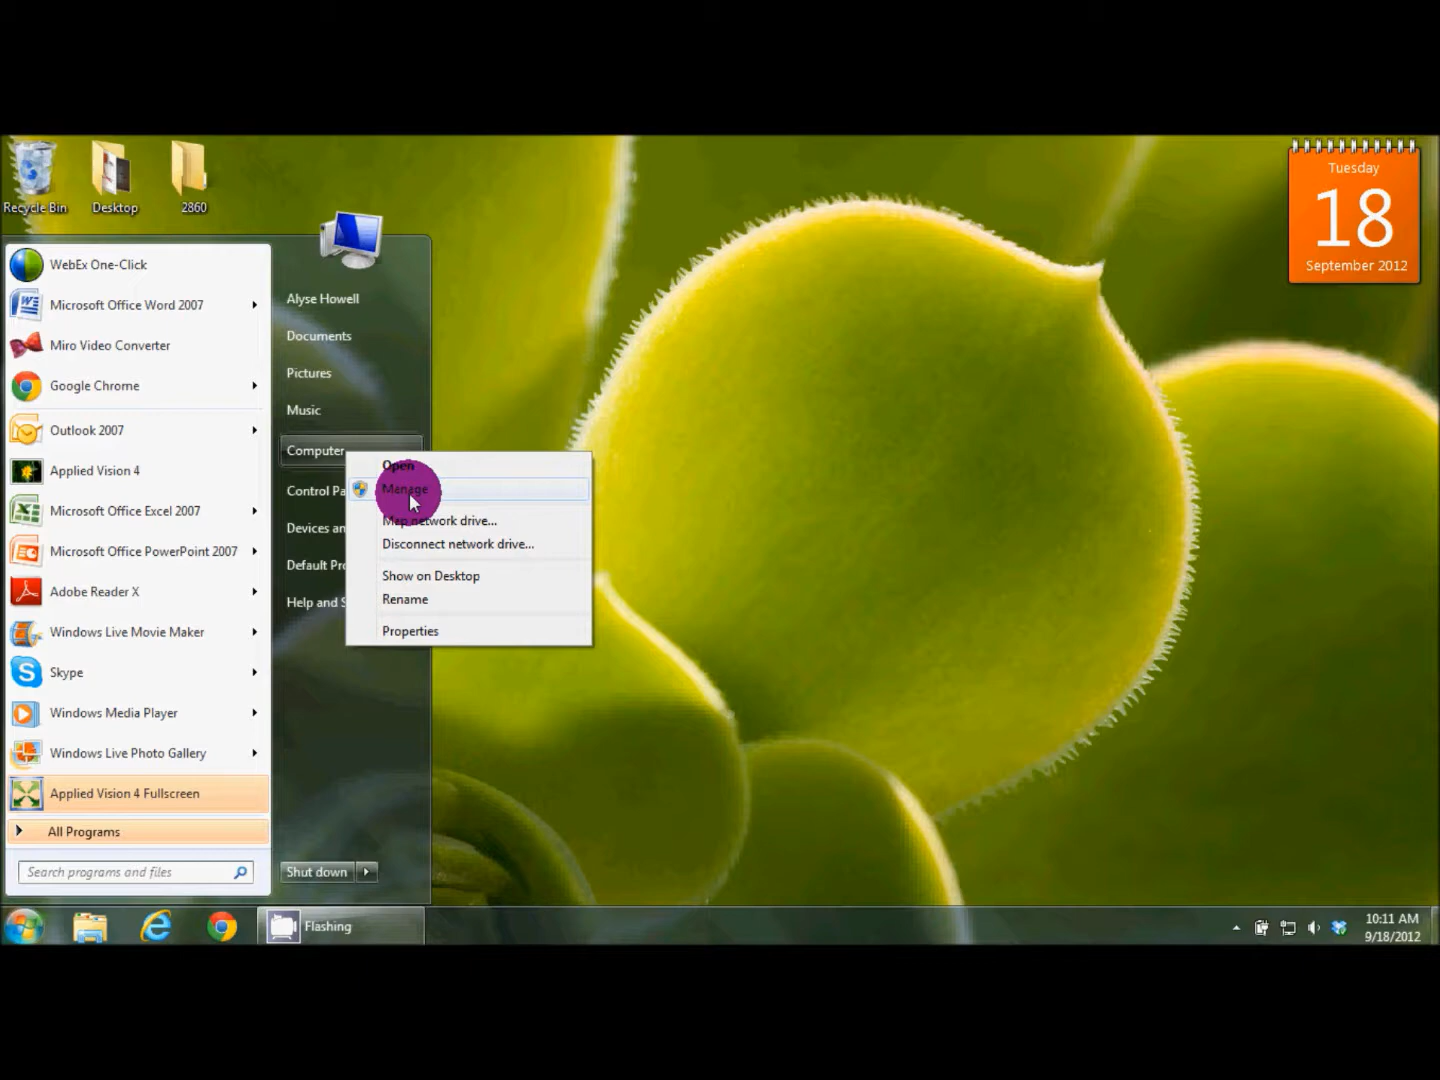 Recycle Bin
Desktop
2860
Tuesday
18
September 2012
WebEx One-Click
Microsoft Office Word 2007
Miro Video Converter
Google Chrome
Outlook 2007
Applied Vision 4
Microsoft Office Excel 2007
Microsoft Office PowerPoint 2007
Adobe Reader X
Windows Live Movie Maker
Skype
Windows Media Player
Windows Live Photo Gallery
Applied Vision 4 Fullscreen
All Programs
Search programs and files
Alyse Howell
Documents
Pictures
Music
Computer
Control Pa
Devices an
Default Pro
Help and S
Shut down
Open
Manage
Map network drive...
Disconnect network drive...
Show on Desktop
Rename
Properties
Flashing
10:11 AM
9/18/2012